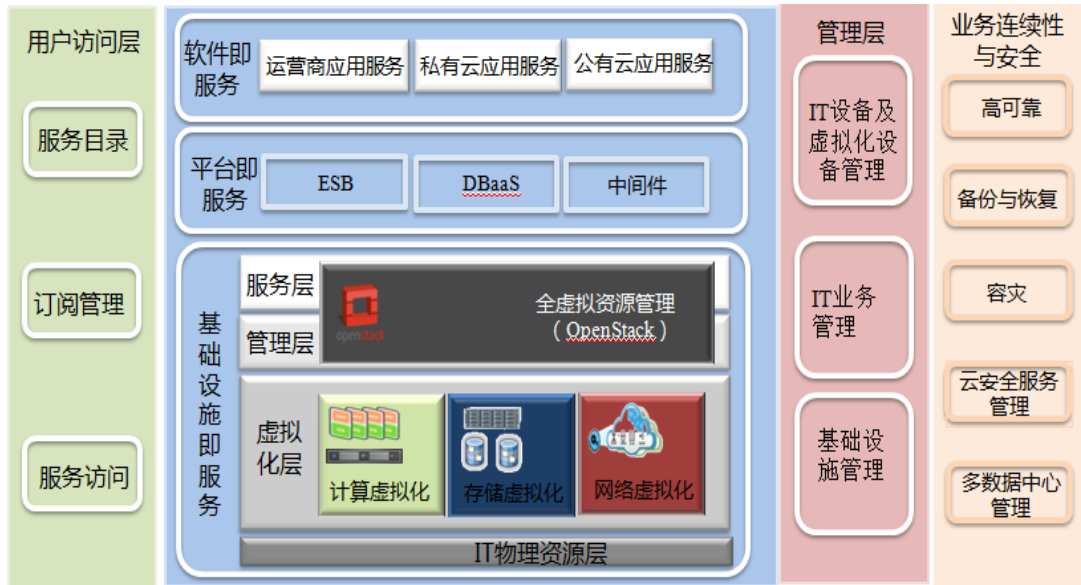 用户访问层
服务目录
订阅管理
服务访问
软件即
服务
运营商应用服务
私有云应用服务
公有云应用服务
平台即
服务
ESB
DBaaS
中间件
基
础
设
施
即
服
务
服务层
管理层
openstack
全虚拟资源管理
（OpenStack）
虚拟
化层
计算虚拟化
存储虚拟化
网络虚拟化
IT物理资源层
管理层
IT设备及
虚拟化设
备管理
IT业务
管理
基础设
施管理
业务连续性
与安全
高可靠
备份与恢复
容灾
云安全服务
管理
多数据中心
管理